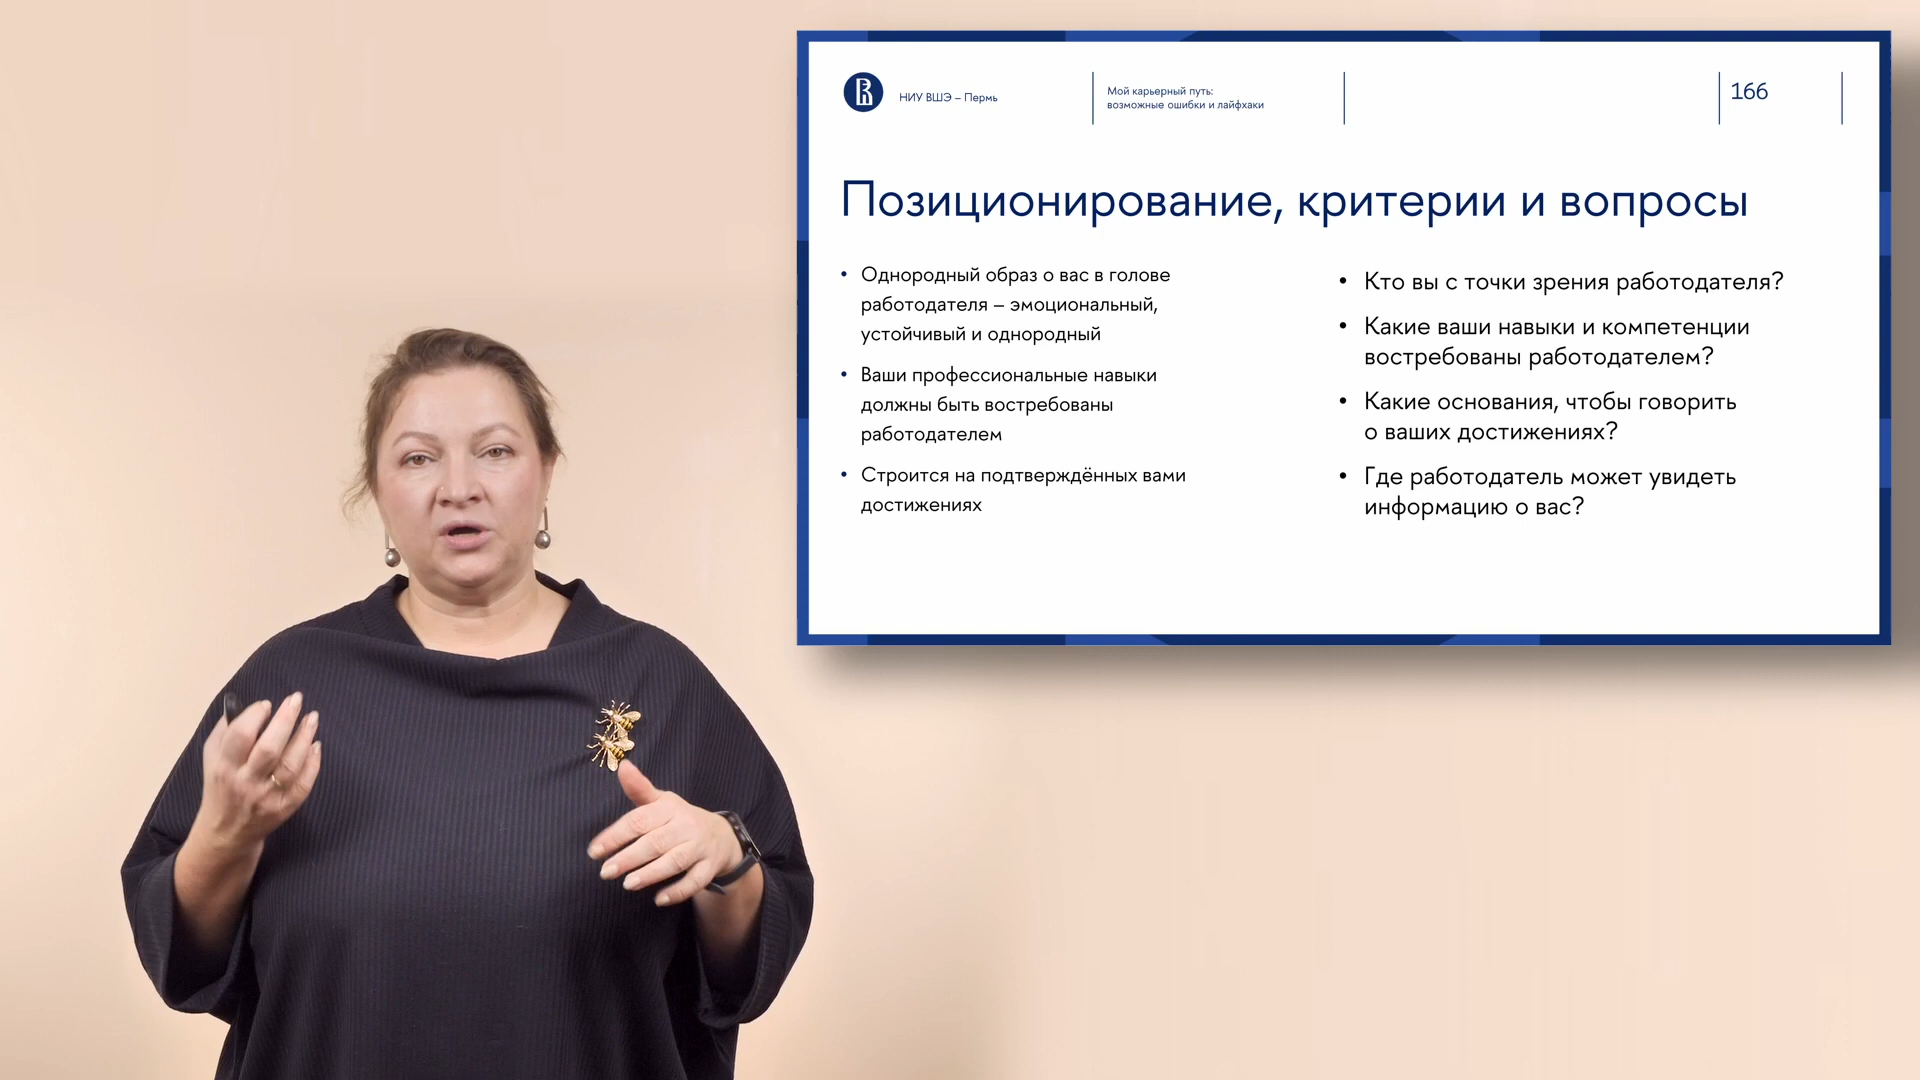 НИУ ВШЭ – Пермь
Мой карьерный путь:
возможные ошибки и лайфхаки
166
Позиционирование, критерии и вопросы
• Однородный образ о вас в голове
работодателя – эмоциональный,
устойчивый и однородный
• Ваши профессиональные навыки
должны быть востребованы
работодателем
• Строится на подтверждённых вами
достижениях
• Кто вы с точки зрения работодателя?
• Какие ваши навыки и компетенции
востребованы работодателем?
• Какие основания, чтобы говорить
о ваших достижениях?
• Где работодатель может увидеть
информацию о вас?